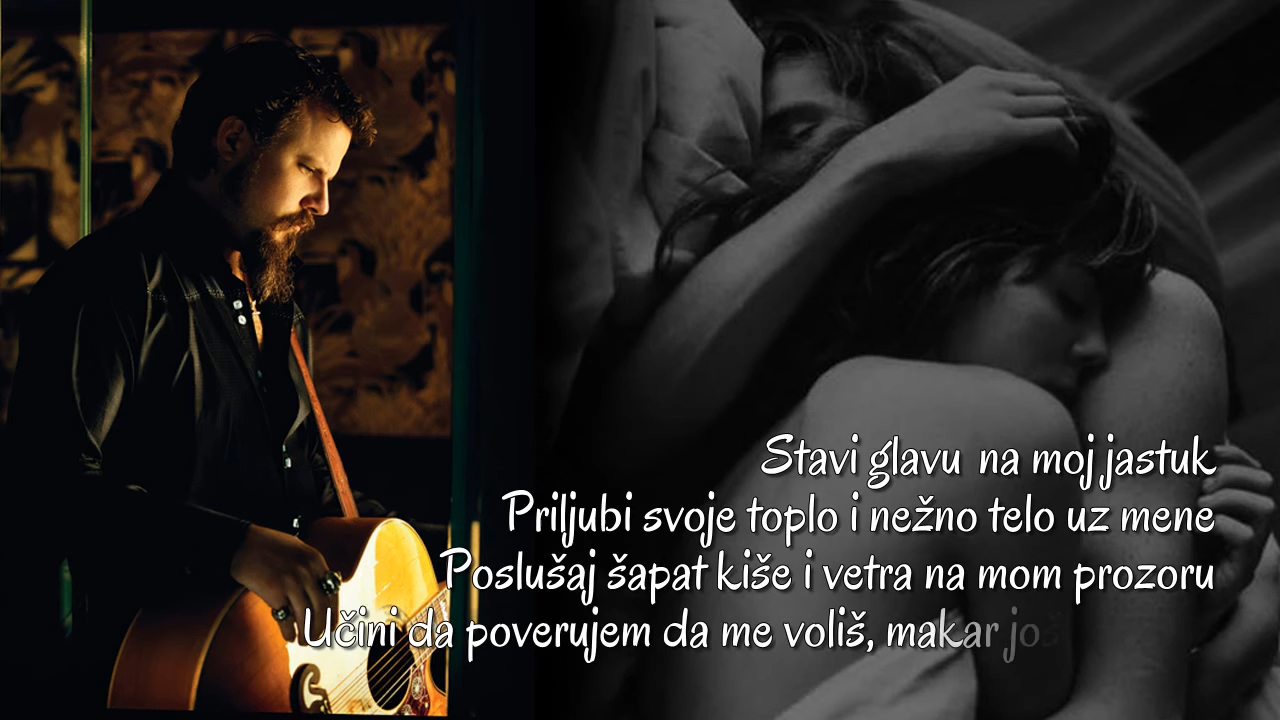 Stavi glavu na moj jastuk
Priljubi svoje toplo i nežno telo uz mene
Poslušaj šapat kiše i vetra na mom prozoru
Učini da poverujem da me voliš, makar još